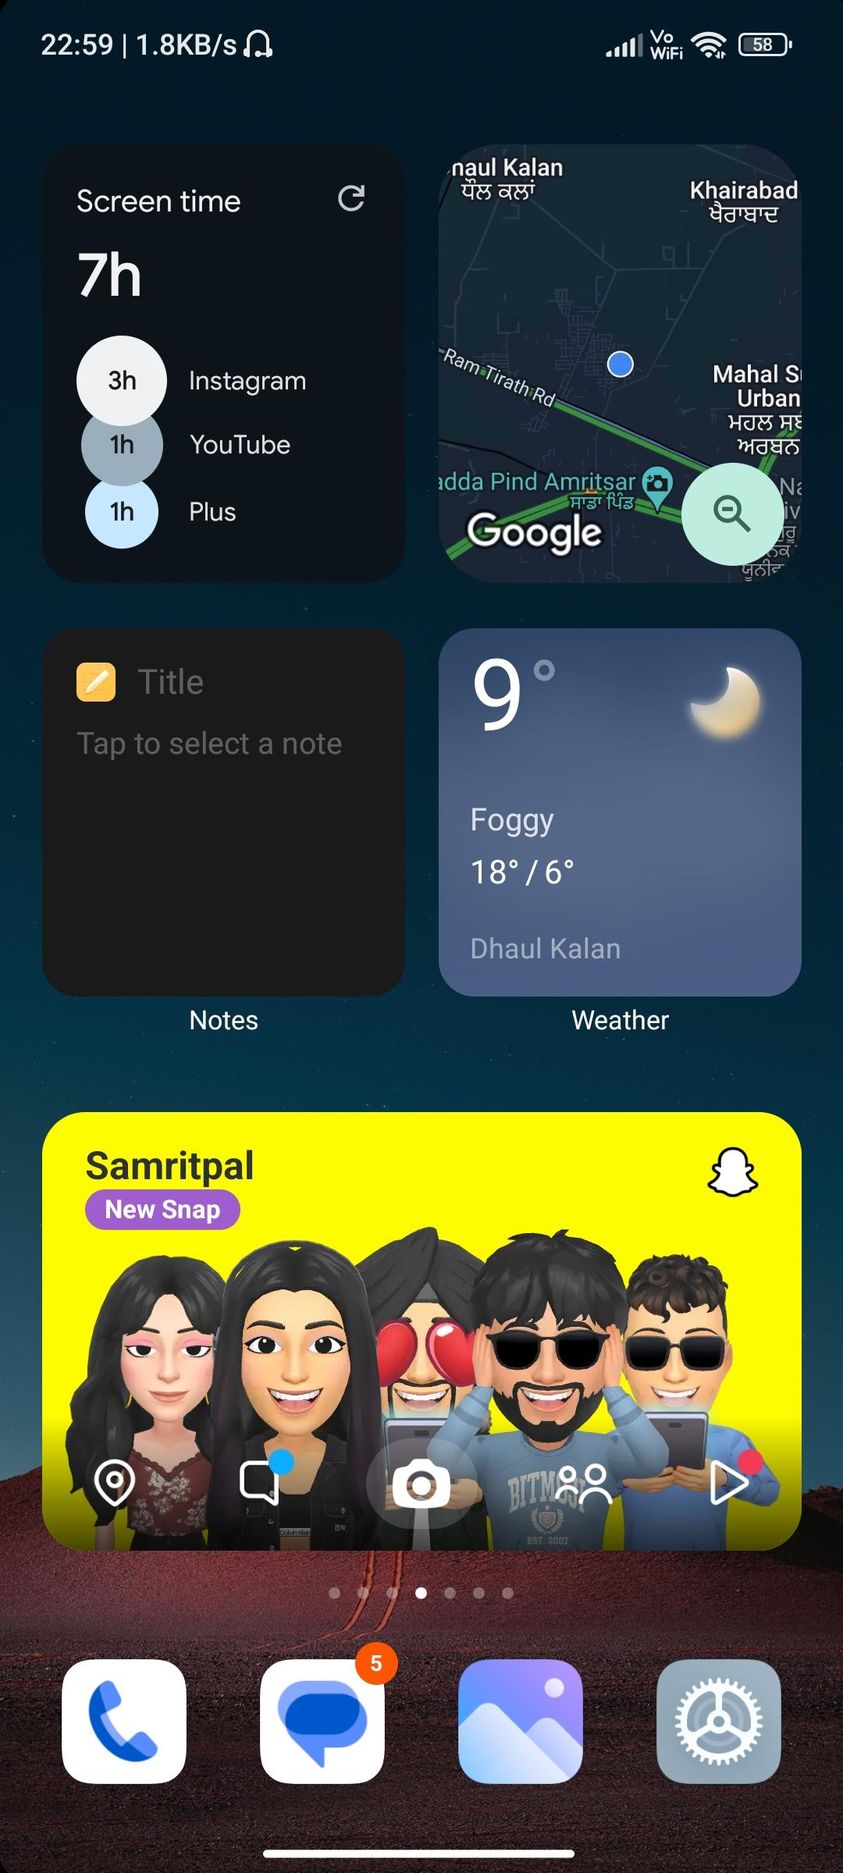 22:59 | 1.8KB/s
Vo
WiFi
58
Screen time
7h
3h Instagram
1h YouTube
1h Plus
haul Kalan
ਧੌਲ ਕਲਾਂ
Khairabad
ਖੈਰਾਬਾਦ
Ram Tirath Rd
Mahal S
Urban
ਮਹਲ ਸ
ਅਰਬਨ
adda Pind Amritsar
ਸਾਡਾ ਪਿੰਡ
Google
Title
Tap to select a note
Notes
9°
Foggy
18° / 6°
Dhaul Kalan
Weather
Samritpal
New Snap
BITMOJI
EST. 2007
5